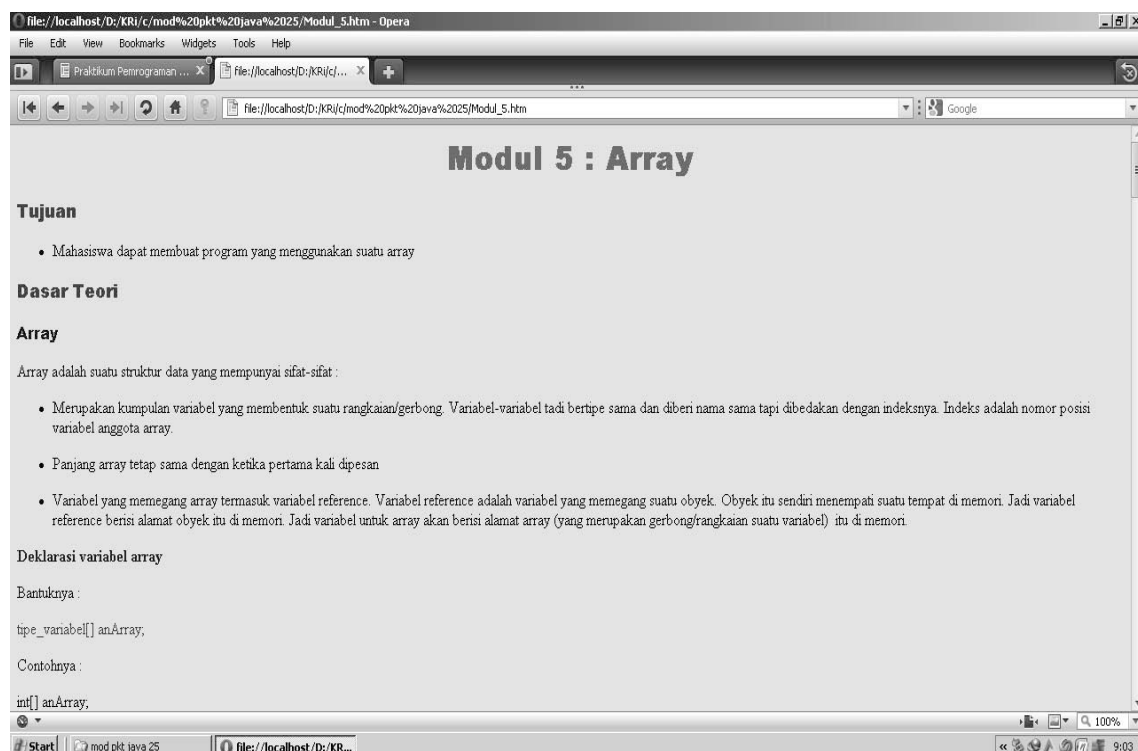 file://localhost/D:/KRi/c/mod%20pkt%20java%2025/Modul_5.htm - Opera
File Edit View Bookmarks Widgets Tools Help
Praktikum Pemrograman ... X file://localhost/D:/KRi/c/... X
file://localhost/D:/KRi/c/mod%20pkt%20java%2025/Modul_5.htm Google
Modul 5 : Array
Tujuan
• Mahasiswa dapat membuat program yang menggunakan suatu array
Dasar Teori
Array
Array adalah suatu struktur data yang mempunyai sifat-sifat :
• Merupakan kumpulan variabel yang membentuk suatu rangkaian/gerbong. Variabel-variabel tadi bertipe sama dan diberi nama sama tapi dibedakan dengan indeksnya. Indeks adalah nomor posisi
variabel anggota array.
• Panjang array tetap sama dengan ketika pertama kali dipesan
• Variabel yang memegang array termasuk variabel reference. Variabel reference adalah variabel yang memegang suatu obyek. Obyek itu sendiri menempati suatu tempat di memori. Jadi variabel
reference berisi alamat obyek itu di memori. Jadi variabel untuk array akan berisi alamat array (yang merupakan gerbong/rangkaian suatu variabel) itu di memori.
Deklarasi variabel array
Bantuknya :
tipe_variabel[] anArray;
Contohnya :
int[] anArray;
100%
Start mod pkt java 25 file://localhost/D:/KR... 9:03